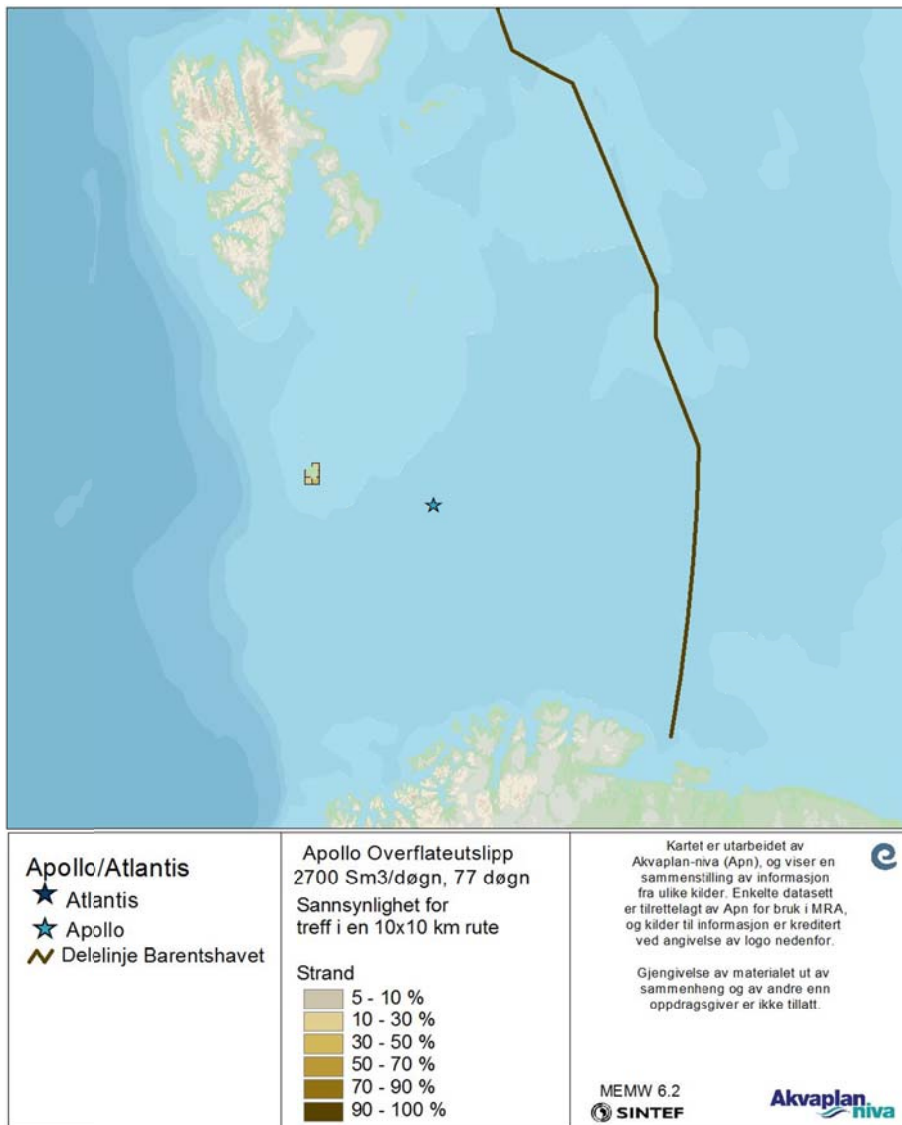 Apollo/Atlantis
Atlantis
Apollo
Delelinje Barentshavet
Apollo Overflateutslipp
2700 Sm3/døgn, 77 døgn
Sannsynlighet for
treff i en 10x10 km rute
Strand
5 - 10 %
10 - 30 %
30 - 50 %
50 - 70 %
70 - 90 %
90 - 100 %
Kartet er utarbeidet av
Akvaplan-niva (Apn), og viser en
sammenstilling av informasjon
fra ulike kilder. Enkelte datasett
er tilrettelagt av Apn for bruk i MRA,
og kilder til informasjon er kreditert
ved angivelse av logo nedenfor.
Gjengivelse av materialet ut av
sammenheng og av andre enn
oppdragsgiver er ikke tillatt.
MEMW 6.2
SINTEF
Akvaplan
niva